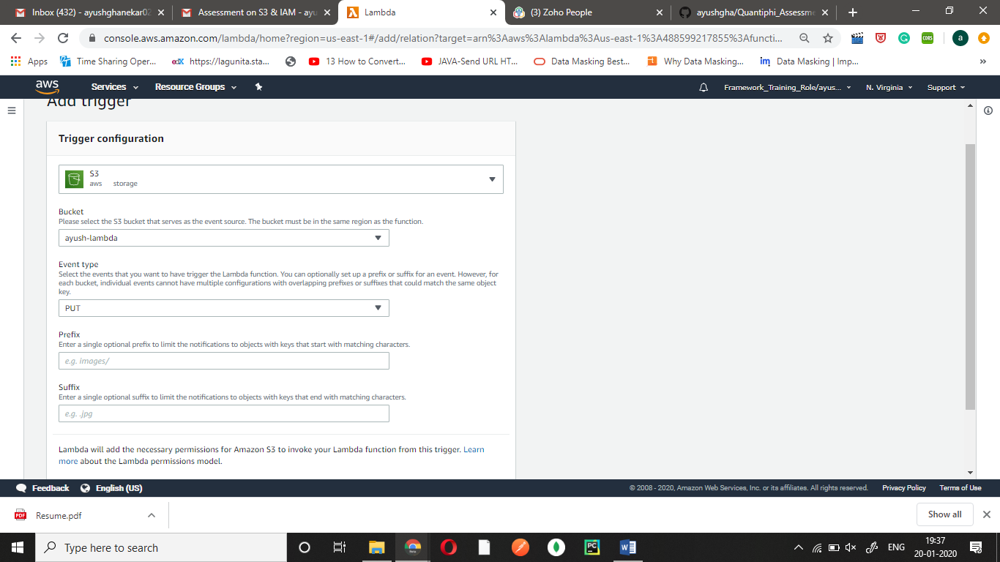 Inbox (432) - ayushghanekar02
Assessment on S3 & IAM - ayu
Lambda
(3) Zoho People
ayushgha/Quantiphi_Assessme
console.aws.amazon.com/lambda/home?region=us-east-1#/add/relation?target=arn%3Aaws%3Alambda%3Aus-east-1%3A488599217855%3Afuncti...
CORS
a
Apps
Time Sharing Oper...
edX
https://lagunita.sta...
13 How to Convert...
JAVA-Send URL HT...
Data Masking Best...
Why Data Masking...
im
Data Masking | Imp...
»
aws
Services
Resource Groups
Framework_Training_Role/ayus...
N. Virginia
Support
Add trigger
Trigger configuration
S3
aws storage
Bucket
Please select the S3 bucket that serves as the event source. The bucket must be in the same region as the function.
ayush-lambda
Event type
Select the events that you want to have trigger the Lambda function. You can optionally set up a prefix or suffix for an event. However, for
each bucket, individual events cannot have multiple configurations with overlapping prefixes or suffixes that could match the same object
key.
PUT
Prefix
Enter a single optional prefix to limit the notifications to objects with keys that start with matching characters.
e.g. images/
Suffix
Enter a single optional suffix to limit the notifications to objects with keys that end with matching characters.
e.g. .jpg
Lambda will add the necessary permissions for Amazon S3 to invoke your Lambda function from this trigger. Learn
more about the Lambda permissions model.
Feedback
English (US)
© 2008 - 2020, Amazon Web Services, Inc. or its affiliates. All rights reserved.
Privacy Policy
Terms of Use
PDF
Resume.pdf
Show all
Type here to search
PC
W
ENG
19:37
20-01-2020